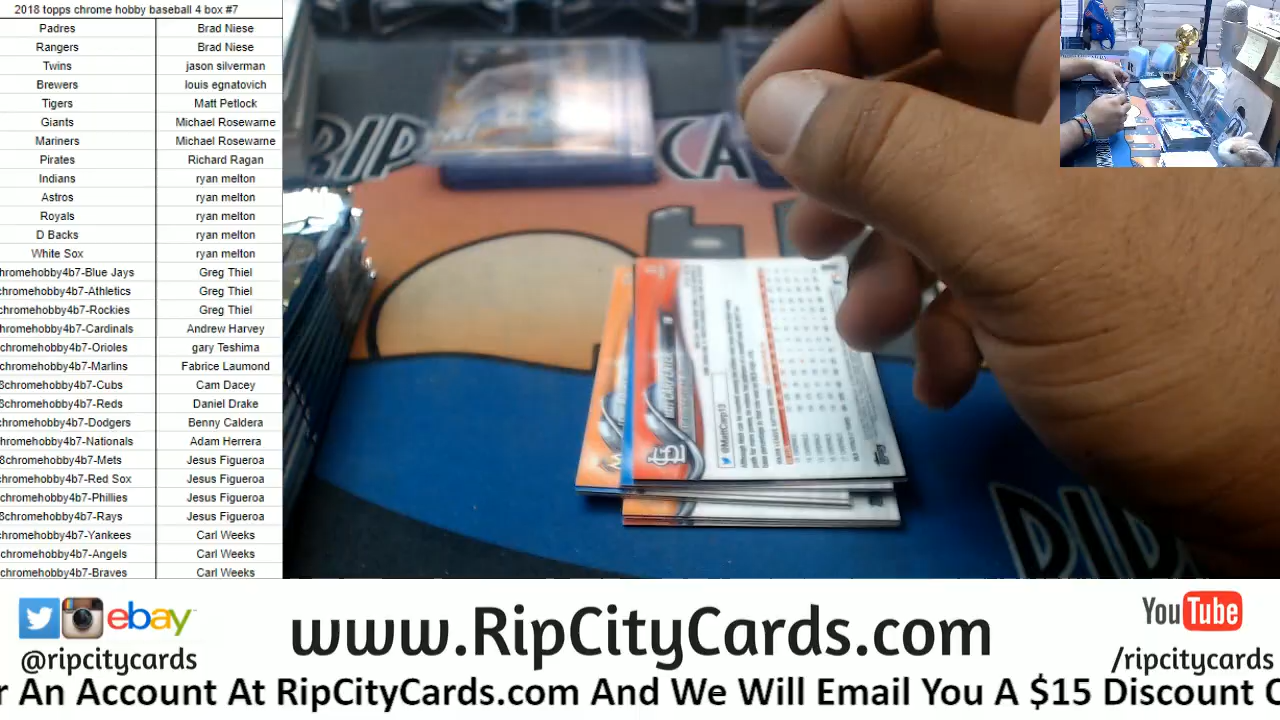 2018 topps chrome hobby baseball 4 box #7
Padres Brad Niese
Rangers Brad Niese
Twins jason silverman
Brewers louis egnatovich
Tigers Matt Petlock
Giants Michael Rosewarne
Mariners Michael Rosewarne
Pirates Richard Ragan
Indians ryan melton
Astros ryan melton
Royals ryan melton
D Backs ryan melton
White Sox ryan melton
hromehobby4b7-Blue Jays Greg Thiel
chromehobby4b7-Athletics Greg Thiel
chromehobby4b7-Rockies Greg Thiel
chromehobby4b7-Cardinals Andrew Harvey
chromehobby4b7-Orioles gary Teshima
chromehobby4b7-Marlins Fabrice Laumond
8chromehobby4b7-Cubs Cam Dacey
8chromehobby4b7-Reds Daniel Drake
chromehobby4b7-Dodgers Benny Caldera
chromehobby4b7-Nationals Adam Herrera
8chromehobby4b7-Mets Jesus Figueroa
chromehobby4b7-Red Sox Jesus Figueroa
chromehobby4b7-Phillies Jesus Figueroa
8chromehobby4b7-Rays Jesus Figueroa
chromehobby4b7-Yankees Carl Weeks
chromehobby4b7-Angels Carl Weeks
chromehobby4b7-Braves Carl Weeks
RIP CA
@MattCarp13
topps
ebay
@ripcitycards
www.RipCityCards.com
YouTube
/ripcitycards
r An Account At RipCityCards.com And We Will Email You A $15 Discount C